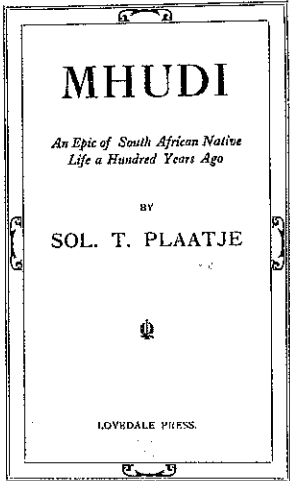 MHUDI
An Epic of South African Native
Life a Hundred Years Ago
BY
SOL. T. PLAATJE
LOVEDALE PRESS.